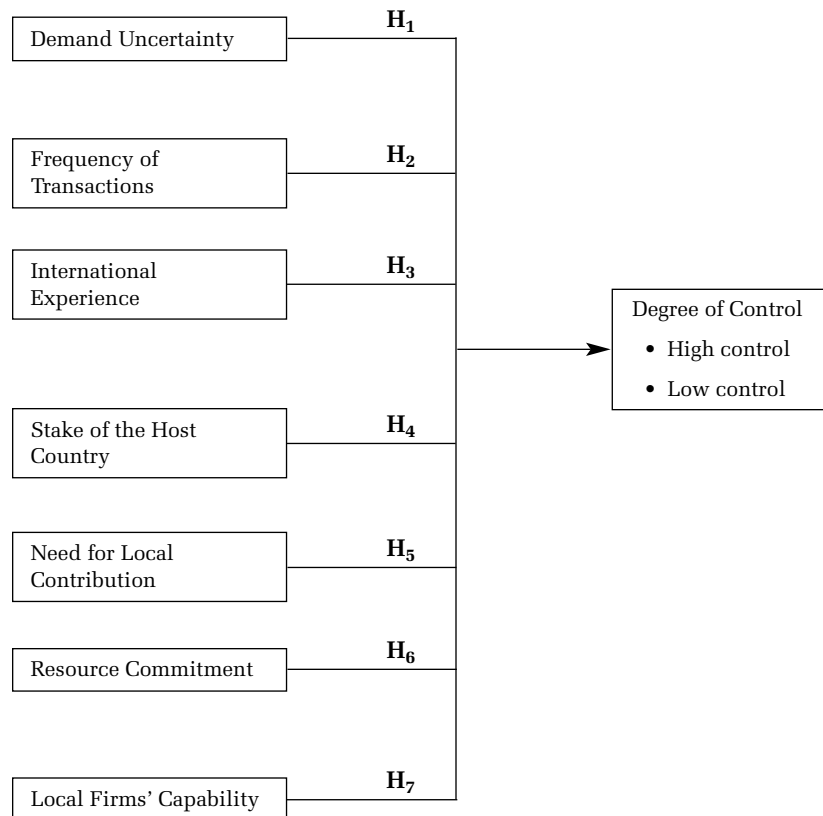 Demand Uncertainty
H1
Frequency of
Transactions
H2
International
Experience
H3
Stake of the Host
Country
H4
Need for Local
Contribution
H5
Resource Commitment
H6
Local Firms’ Capability
H7
Degree of Control
• High control
• Low control